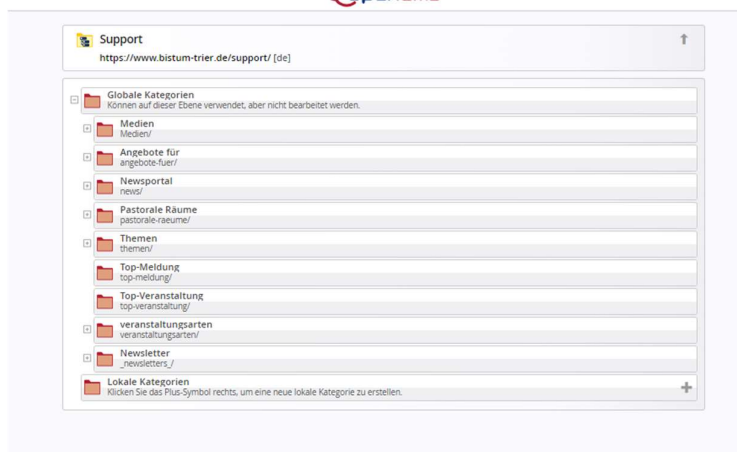 Support
https://www.bistum-trier.de/support/ [de]
Globale Kategorien
Können auf dieser Ebene verwendet, aber nicht bearbeitet werden.
Medien
Medien/
Angebote für
angebote-fuer/
Newsportal
news/
Pastorale Räume
pastorale-raeume/
Themen
themen/
Top-Meldung
top-meldung/
Top-Veranstaltung
top-veranstaltung/
veranstaltungsarten
veranstaltungsarten/
Newsletter
_newsletters_/
Lokale Kategorien
Klicken Sie das Plus-Symbol rechts, um eine neue lokale Kategorie zu erstellen.